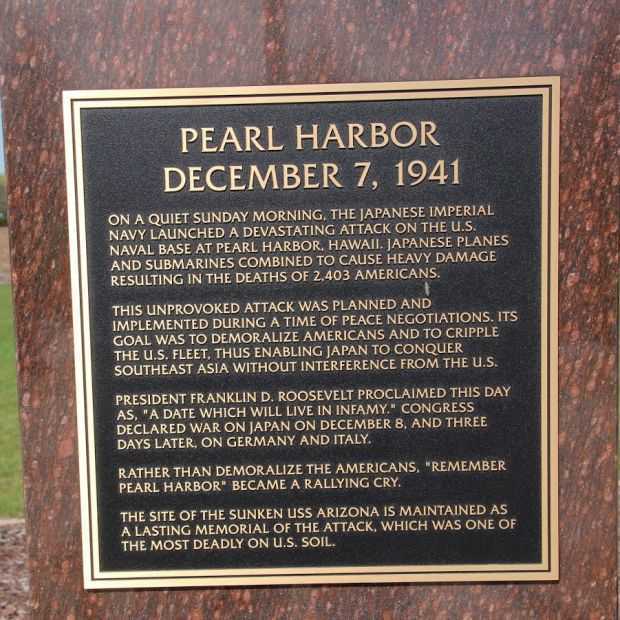 PEARL HARBOR
DECEMBER 7, 1941
ON A QUIET SUNDAY MORNING, THE JAPANESE IMPERIAL
NAVY LAUNCHED A DEVASTATING ATTACK ON THE U.S.
NAVAL BASE AT PEARL HARBOR, HAWAII. JAPANESE PLANES
AND SUBMARINES COMBINED TO CAUSE HEAVY DAMAGE
RESULTING IN THE DEATHS OF 2,403 AMERICANS.
THIS UNPROVOKED ATTACK WAS PLANNED AND
IMPLEMENTED DURING A TIME OF PEACE NEGOTIATIONS. ITS
GOAL WAS TO DEMORALIZE AMERICANS AND TO CRIPPLE
THE U.S. FLEET, THUS ENABLING JAPAN TO CONQUER
SOUTHEAST ASIA WITHOUT INTERFERENCE FROM THE U.S.
PRESIDENT FRANKLIN D. ROOSEVELT PROCLAIMED THIS DAY
AS, "A DATE WHICH WILL LIVE IN INFAMY." CONGRESS
DECLARED WAR ON JAPAN ON DECEMBER 8, AND THREE
DAYS LATER, ON GERMANY AND ITALY.
RATHER THAN DEMORALIZE THE AMERICANS, "REMEMBER
PEARL HARBOR" BECAME A RALLYING CRY.
THE SITE OF THE SUNKEN USS ARIZONA IS MAINTAINED AS
A LASTING MEMORIAL OF THE ATTACK, WHICH WAS ONE OF
THE MOST DEADLY ON U.S. SOIL.